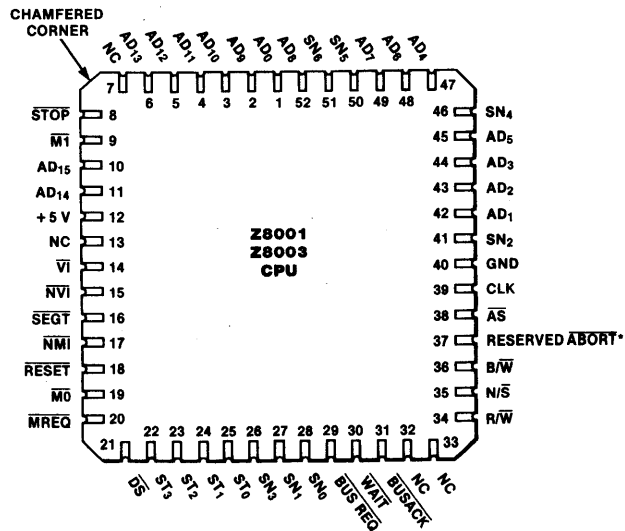 CHAMFERED
CORNER
NC AD₁₃ AD₁₂ AD₁₁ AD₁₀ AD₉ AD₀ AD₈ SN₆ SN₅ AD₇ AD₆ AD₄
7 6 5 4 3 2 1 52 51 50 49 48 47
STOP 8
M1 9
AD₁₅ 10
AD₁₄ 11
+5 V 12
NC 13
VI 14
NVI 15
SEGT 16
NMI 17
RESET 18
M0 19
MREQ 20
Z8001
Z8003
CPU
46 SN₄
45 AD₅
44 AD₃
43 AD₂
42 AD₁
41 SN₂
40 GND
39 CLK
38 AS
37 RESERVED ABORT*
36 B/W
35 N/S
34 R/W
21 22 23 24 25 26 27 28 29 30 31 32 33
DS ST₃ ST₂ ST₁ ST₀ SN₃ SN₁ SN₀ BUS REQ WAIT BUSACK NC NC